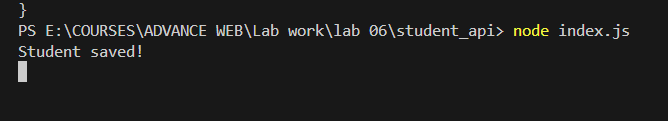 }
PS E:\COURSES\ADVANCE WEB\Lab work\lab 06\student_api> node index.js
Student saved!